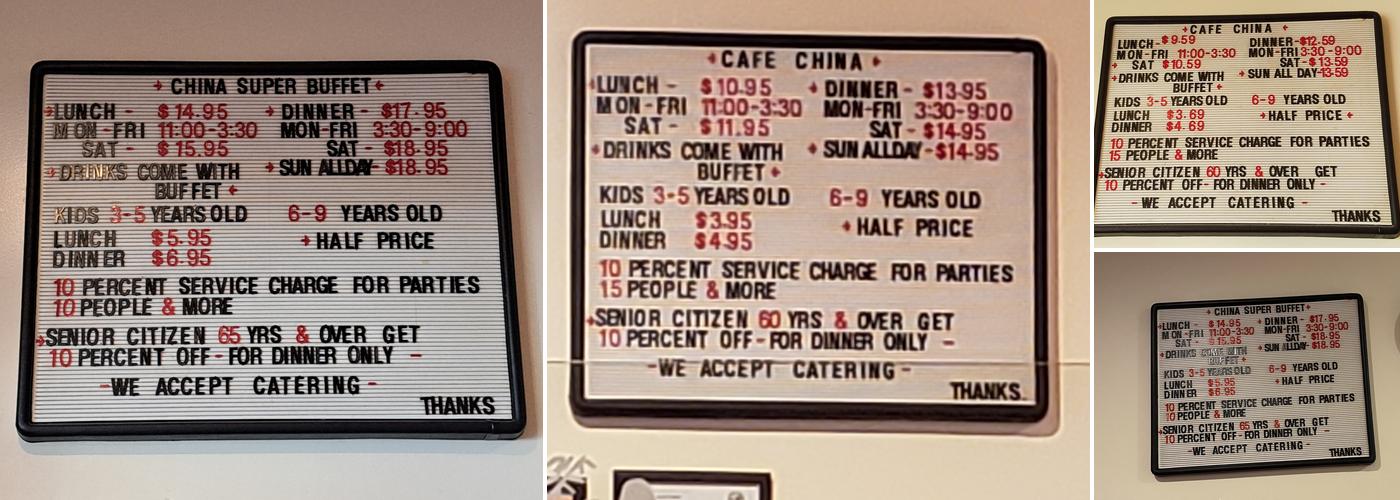 CHINA SUPER BUFFET
LUNCH - $14.95 DINNER - $17.95
MON-FRI 11:00-3:30 MON-FRI 3:30-9:00
SAT - $15.95 SAT - $18.95
DRINKS COME WITH SUN ALLDAY - $18.95
BUFFET
KIDS 3-5 YEARS OLD 6-9 YEARS OLD
LUNCH $5.95 HALF PRICE
DINNER $6.95
10 PERCENT SERVICE CHARGE FOR PARTIES
10 PEOPLE & MORE
SENIOR CITIZEN 65 YRS & OVER GET
10 PERCENT OFF - FOR DINNER ONLY -
- WE ACCEPT CATERING -
THANKS
CAFE CHINA
LUNCH - $10.95 DINNER - $13.95
MON-FRI 11:00-3:30 MON-FRI 3:30-9:00
SAT - $11.95 SAT - $14.95
DRINKS COME WITH SUN ALLDAY - $14.95
BUFFET
KIDS 3-5 YEARS OLD 6-9 YEARS OLD
LUNCH $3.95 HALF PRICE
DINNER $4.95
10 PERCENT SERVICE CHARGE FOR PARTIES
15 PEOPLE & MORE
SENIOR CITIZEN 60 YRS & OVER GET
10 PERCENT OFF - FOR DINNER ONLY -
- WE ACCEPT CATERING -
THANKS
CAFE CHINA
LUNCH - $9.59 DINNER - $12.59
MON-FRI 11:00-3:30 MON-FRI 3:30-9:00
SAT $10.59 SAT - $13.59
DRINKS COME WITH SUN ALL DAY - 13.59
BUFFET
KIDS 3-5 YEARS OLD 6-9 YEARS OLD
LUNCH $3.69 HALF PRICE
DINNER $4.69
10 PERCENT SERVICE CHARGE FOR PARTIES
15 PEOPLE & MORE
SENIOR CITIZEN 60 YRS & OVER GET
10 PERCENT OFF - FOR DINNER ONLY -
- WE ACCEPT CATERING -
THANKS
CHINA SUPER BUFFET
LUNCH - $14.95 DINNER - $17.95
MON-FRI 11:00-3:30 MON-FRI 3:30-9:00
SAT - $15.95 SAT - $18.95
DRINKS COME WITH SUN ALLDAY - $18.95
BUFFET
KIDS 3-5 YEARS OLD 6-9 YEARS OLD
LUNCH $5.95 HALF PRICE
DINNER $6.95
10 PERCENT SERVICE CHARGE FOR PARTIES
10 PEOPLE & MORE
SENIOR CITIZEN 65 YRS & OVER GET
10 PERCENT OFF - FOR DINNER ONLY -
- WE ACCEPT CATERING -
THANKS